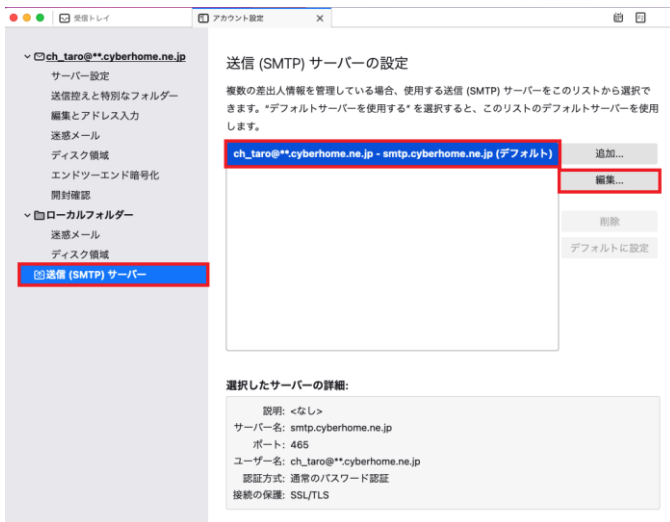 受信トレイ
アカウント設定
ch_taro@**.cyberhome.ne.jp
サーバー設定
送信控えと特別なフォルダー
編集とアドレス入力
迷惑メール
ディスク領域
エンドツーエンド暗号化
開封確認
ローカルフォルダー
迷惑メール
ディスク領域
送信 (SMTP) サーバー
送信 (SMTP) サーバーの設定
複数の差出人情報を管理している場合、使用する送信 (SMTP) サーバーをこのリストから選択で
きます。"デフォルトサーバーを使用する" を選択すると、このリストのデフォルトサーバーを使用
します。
ch_taro@**.cyberhome.ne.jp - smtp.cyberhome.ne.jp (デフォルト)
追加...
編集...
削除
デフォルトに設定
選択したサーバーの詳細:
説明: <なし>
サーバー名: smtp.cyberhome.ne.jp
ポート: 465
ユーザー名: ch_taro@**.cyberhome.ne.jp
認証方式: 通常のパスワード認証
接続の保護: SSL/TLS